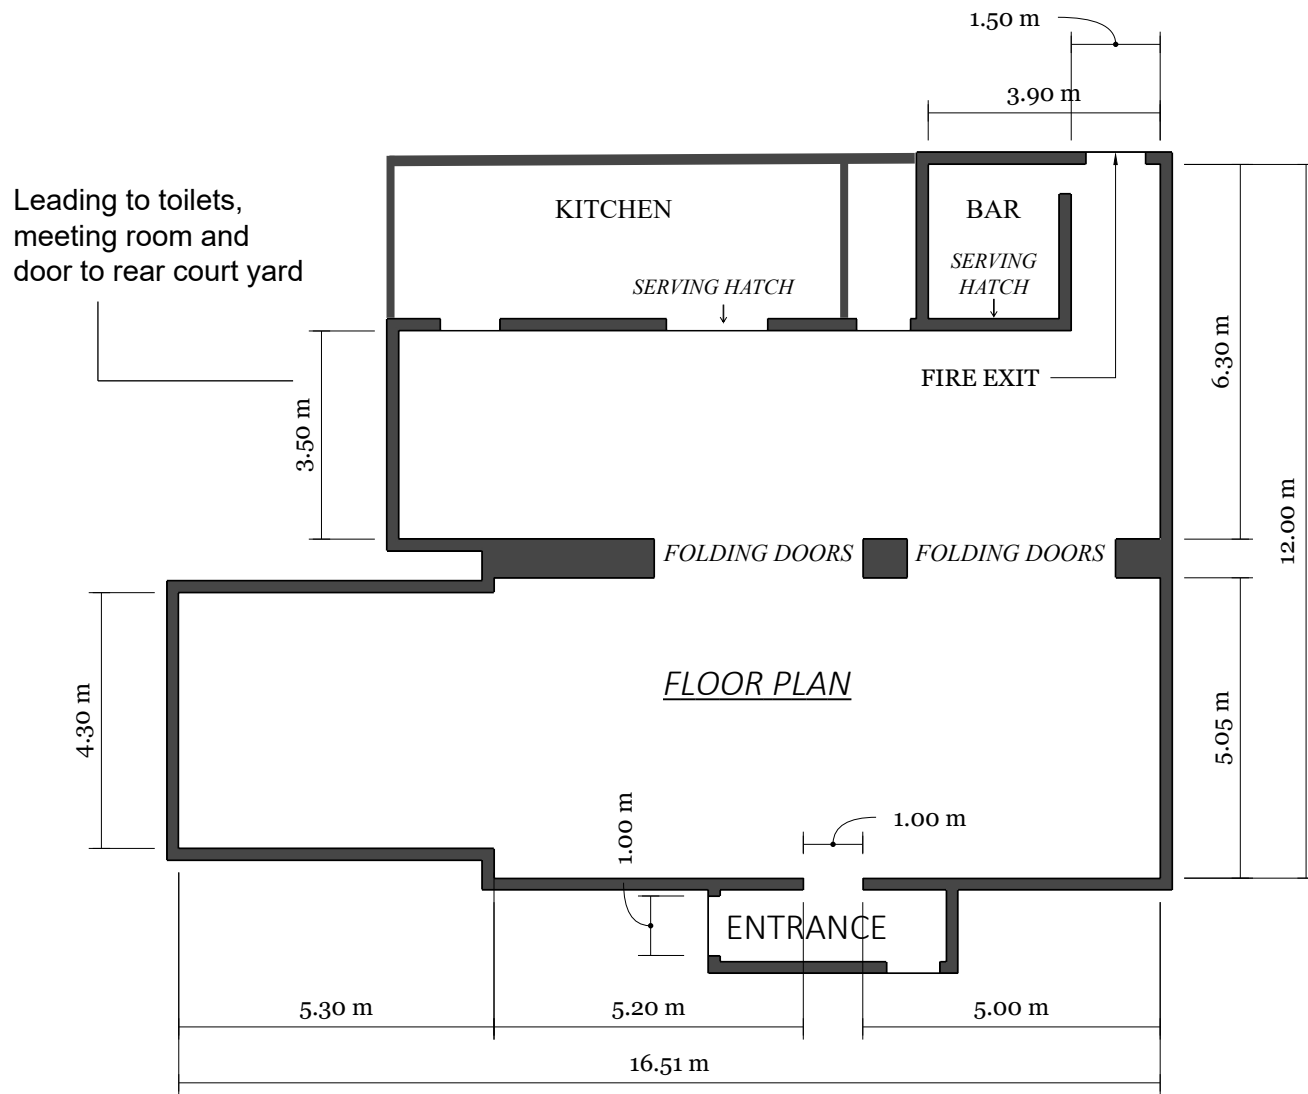 1.50 m
3.90 m
Leading to toilets,
meeting room and
door to rear court yard
KITCHEN
BAR
SERVING
HATCH
SERVING HATCH
FIRE EXIT
6.30 m
3.50 m
12.00 m
FOLDING DOORS
FOLDING DOORS
FLOOR PLAN
4.30 m
5.05 m
1.00 m
1.00 m
ENTRANCE
5.30 m
5.20 m
5.00 m
16.51 m